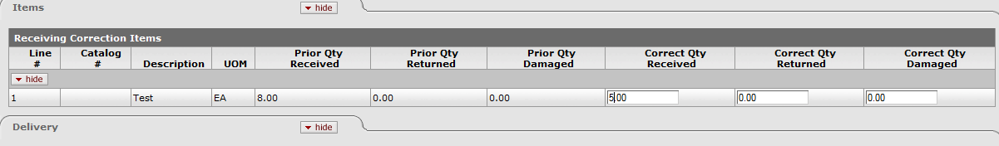 Items hide
Receiving Correction Items
Line # Catalog # Description UOM Prior Qty Received Prior Qty Returned Prior Qty Damaged Correct Qty Received Correct Qty Returned Correct Qty Damaged
hide
1 Test EA 8.00 0.00 0.00 5.00 0.00 0.00
Delivery hide